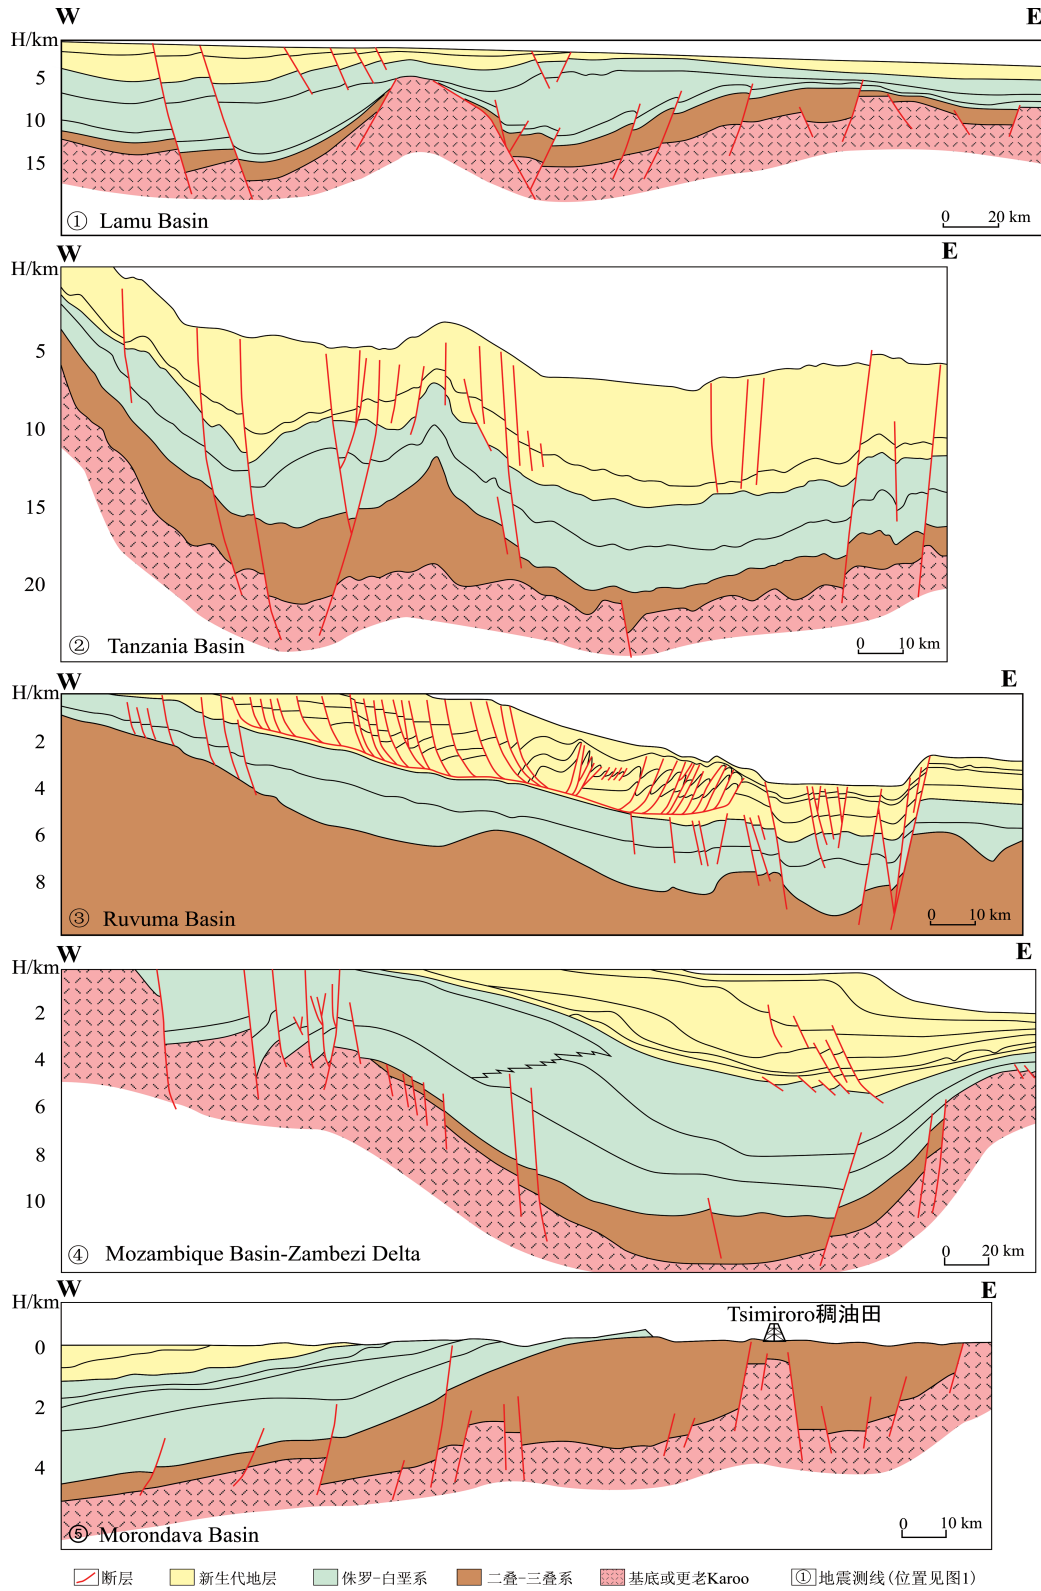 W E
H/km
5
10
15
① Lamu Basin
0 20 km
W E
H/km
5
10
15
20
② Tanzania Basin
0 10 km
W E
H/km
2
4
6
8
③ Ruvuma Basin
0 10 km
W E
H/km
2
4
6
8
10
④ Mozambique Basin-Zambezi Delta
0 20 km
W E
H/km
Tsimiroro稠油田
0
2
4
⑤ Morondava Basin
0 10 km
断层 新生代地层 侏罗-白垩系 二叠-三叠系 基底或更老Karoo ① 地震测线(位置见图1)